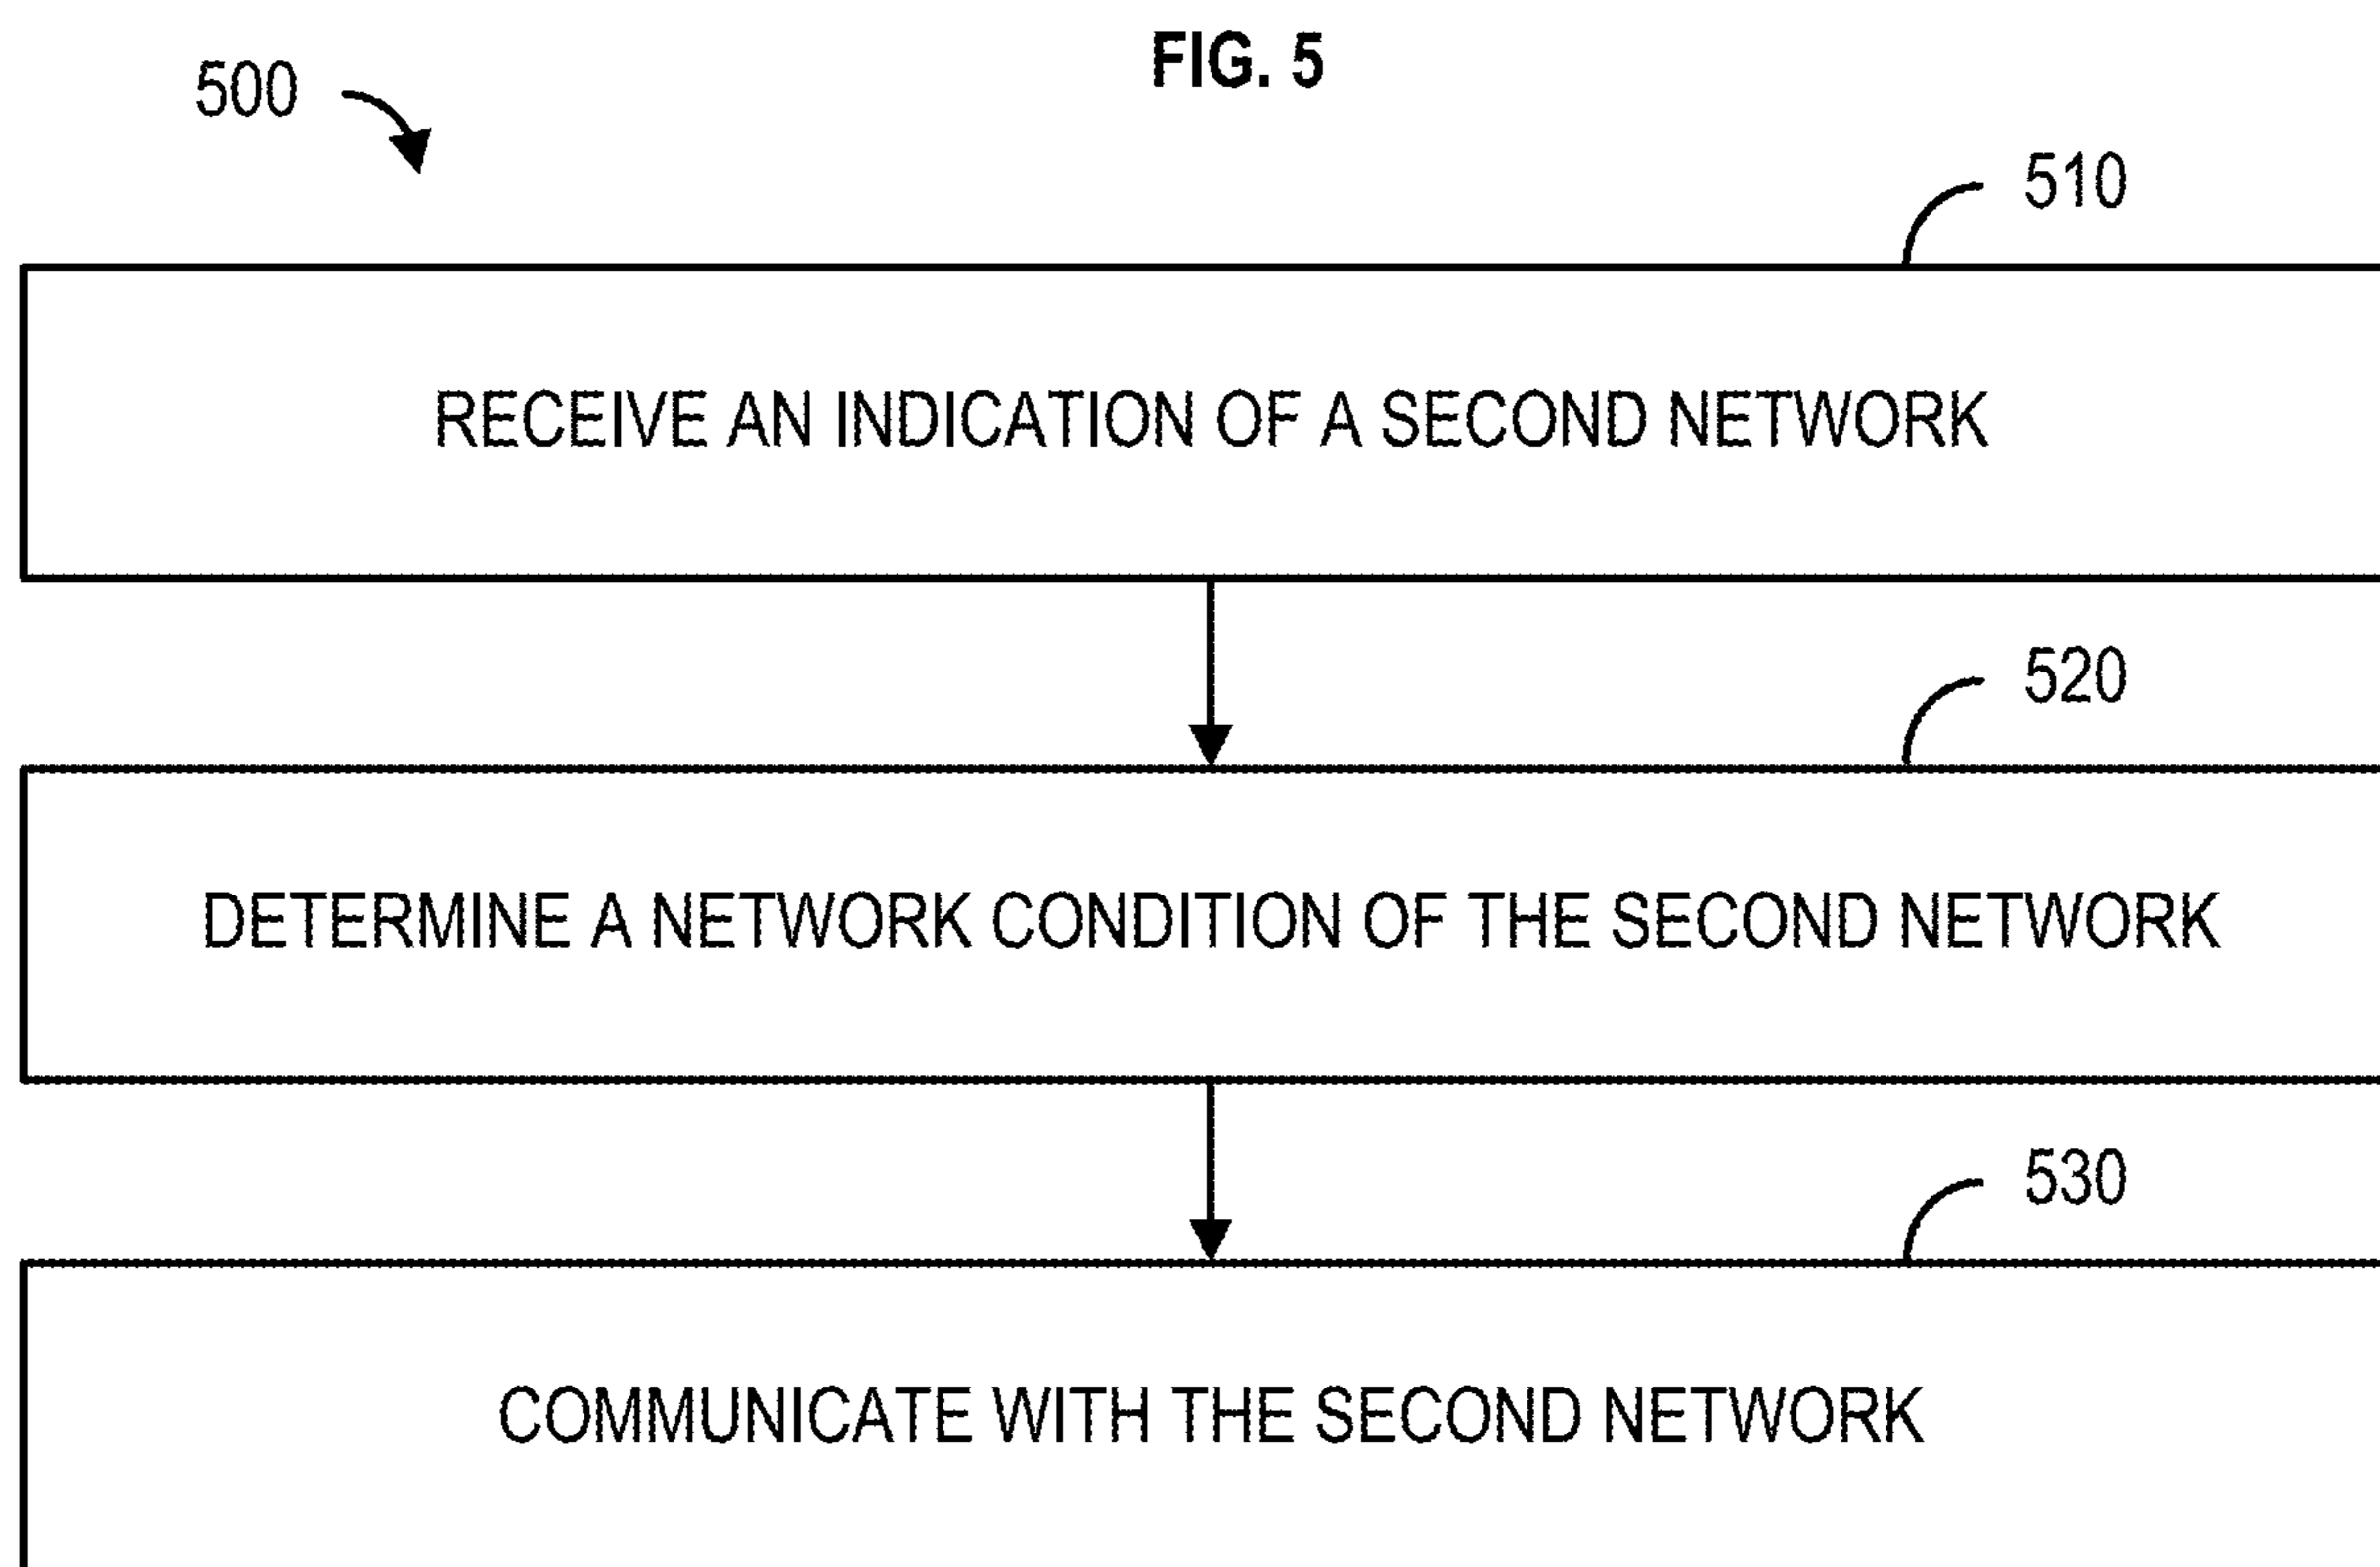 FIG. 5
500
510
RECEIVE AN INDICATION OF A SECOND NETWORK
520
DETERMINE A NETWORK CONDITION OF THE SECOND NETWORK
530
COMMUNICATE WITH THE SECOND NETWORK